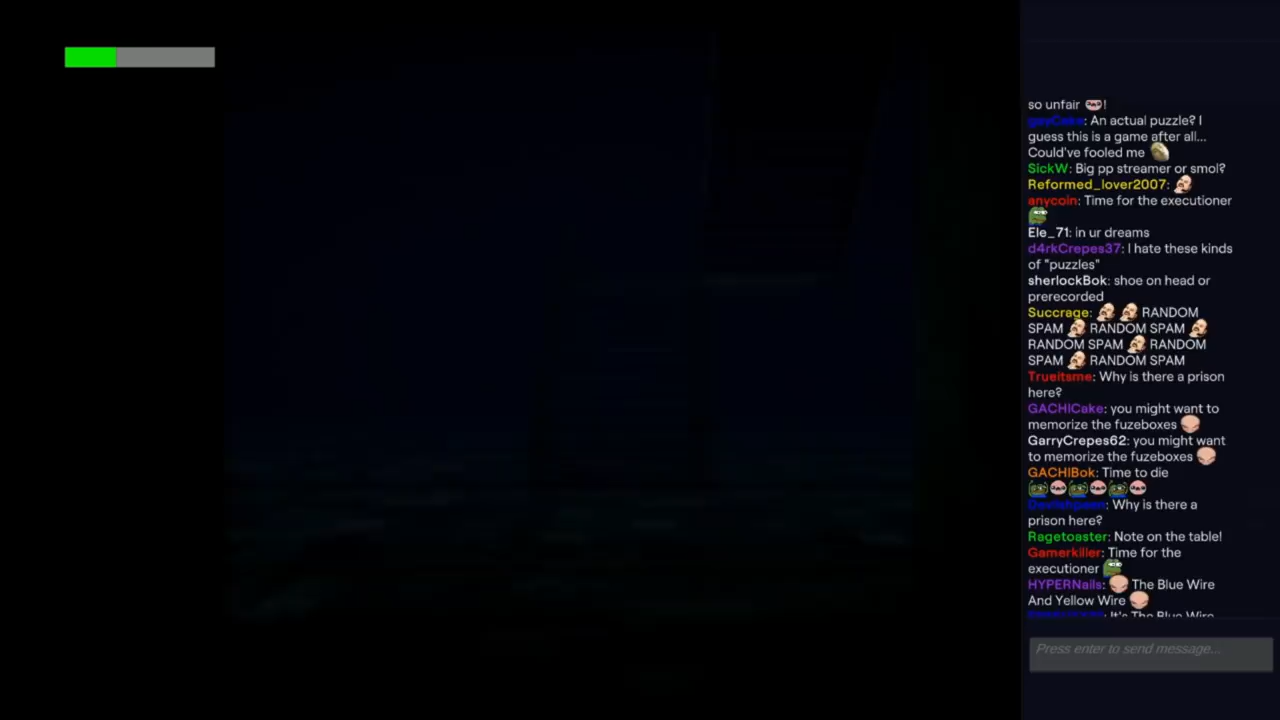 so unfair !
gayCake: An actual puzzle? I
guess this is a game after all...
Could've fooled me
SickW: Big pp streamer or smol?
Reformed_lover2007:
anycoin: Time for the executioner
Ele_71: in ur dreams
d4rkCrepes37: I hate these kinds
of "puzzles"
sherlockBok: shoe on head or
prerecorded
Succrage: RANDOM
SPAM RANDOM SPAM
RANDOM SPAM RANDOM
SPAM RANDOM SPAM
Trueitsme: Why is there a prison
here?
GACHICake: you might want to
memorize the fuzeboxes
GarryCrepes62: you might want
to memorize the fuzeboxes
GACHIBok: Time to die
: Why is there a
prison here?
Ragetoaster: Note on the table!
Gamerkiller: Time for the
executioner
HYPERNails: The Blue Wire
And Yellow Wire
: It's The Blue Wire
Press enter to send message...